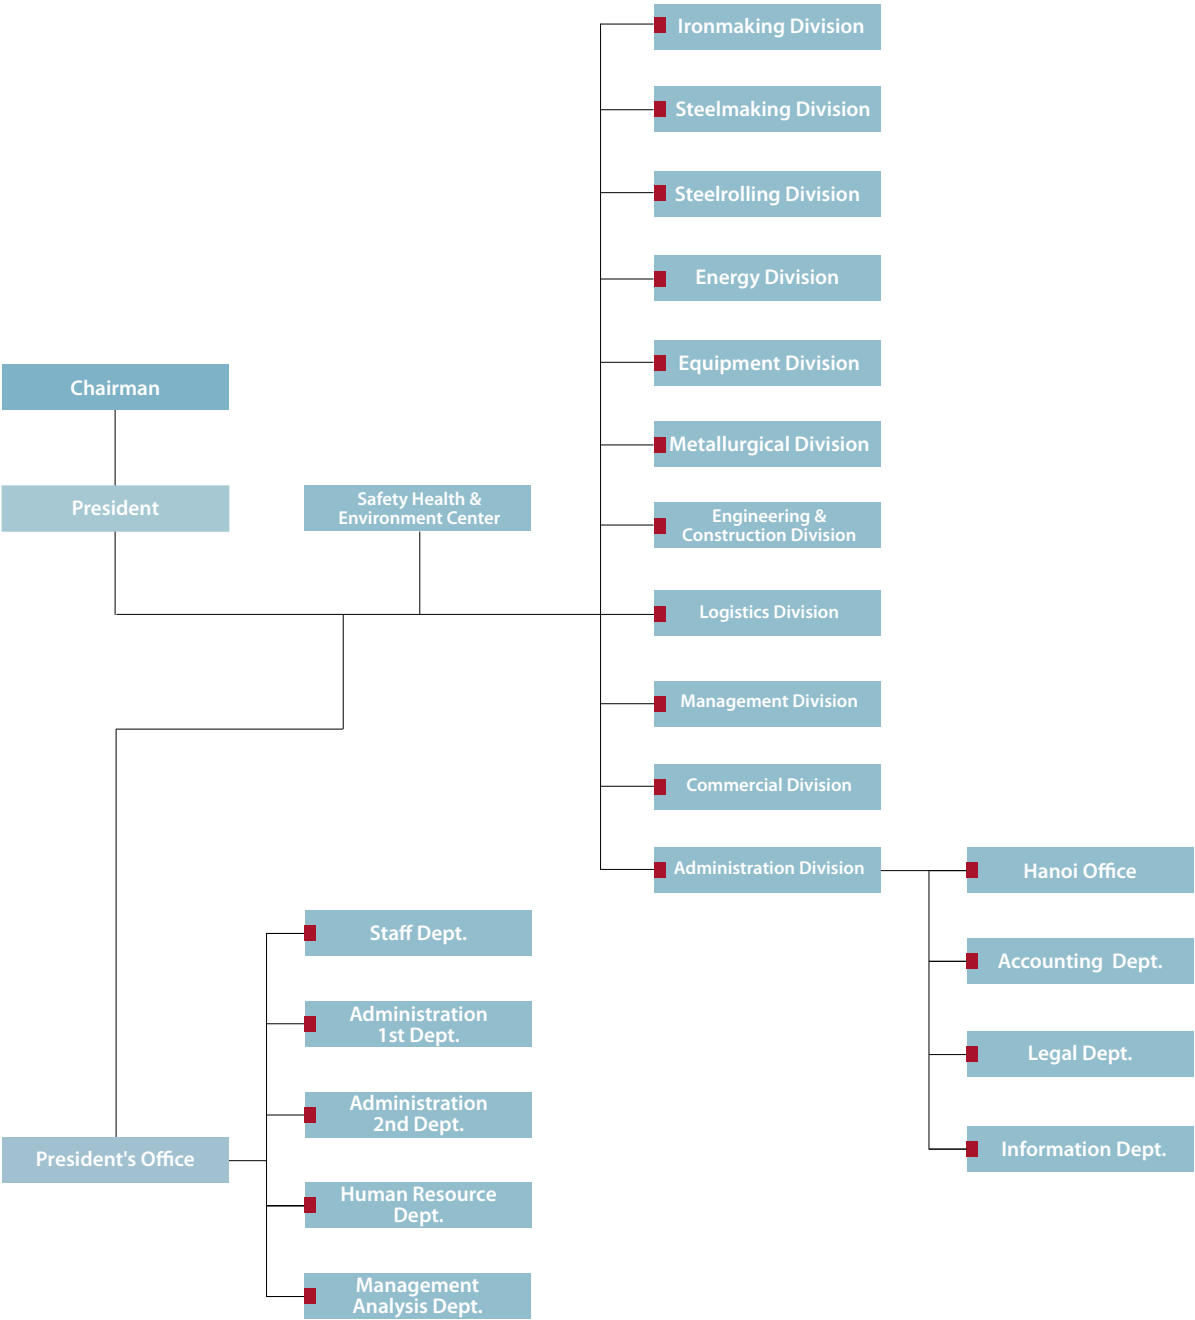 Ironmaking Division
Steelmaking Division
Steelrolling Division
Energy Division
Equipment Division
Chairman
Metallurgical Division
President
Safety Health &
Environment Center
Engineering &
Construction Division
Logistics Division
Management Division
Commercial Division
Administration Division
Hanoi Office
Staff Dept.
Accounting Dept.
Administration
1st Dept.
Legal Dept.
Administration
2nd Dept.
President's Office
Information Dept.
Human Resource
Dept.
Management
Analysis Dept.